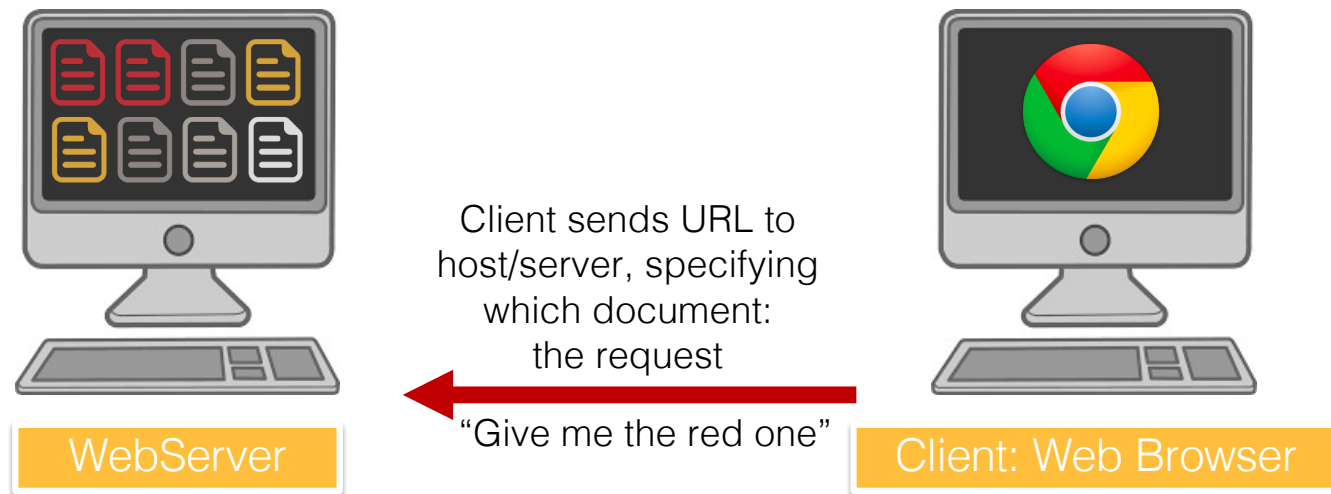 Client sends URL to
host/server, specifying
which document:
the request
“Give me the red one”
WebServer
Client: Web Browser